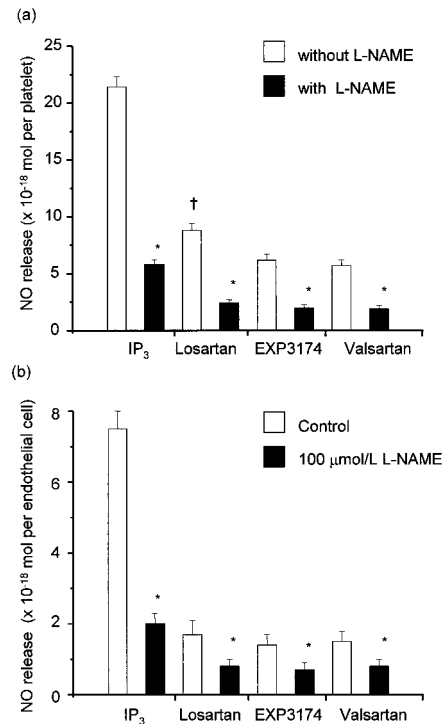 (a)
without L-NAME
with L-NAME
NO release (x 10⁻¹⁸ mol per platelet)
25
20
15
10
5
0
*
†
*
*
*
IP₃ Losartan EXP3174 Valsartan
(b)
Control
100 µmol/L L-NAME
NO release (x 10⁻¹⁸ mol per endothelial cell)
8
6
4
2
0
*
*
*
*
IP₃ Losartan EXP3174 Valsartan